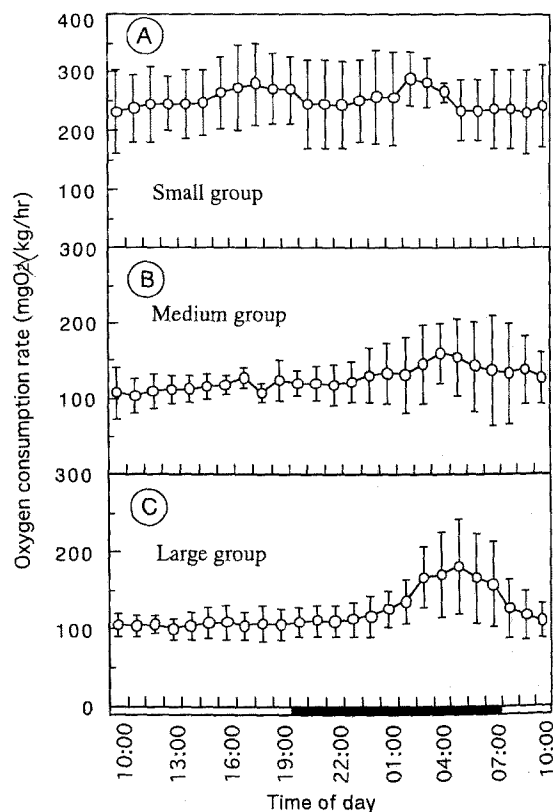 Oxygen consumption rate (mgO2/kg/hr)
400
300
250
200
100
300
A
Small group
200
100
B
Medium group
300
200
100
0
C
Large group
10:00
13:00
16:00
19:00
22:00
01:00
04:00
07:00
10:00
Time of day